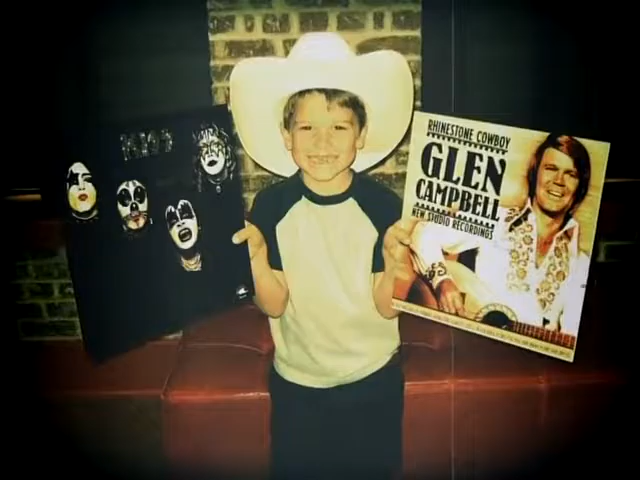 KISS
RHINESTONE COWBOY
GLEN
CAMPBELL
NEW STUDIO RECORDINGS